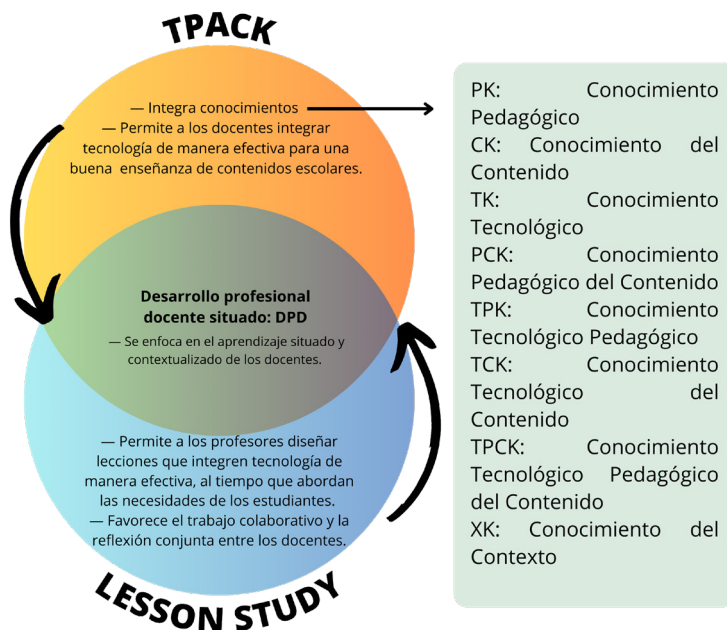 TPACK
— Integra conocimientos
— Permite a los docentes integrar
tecnología de manera efectiva para una
buena enseñanza de contenidos escolares.
Desarrollo profesional
docente situado: DPD
— Se enfoca en el aprendizaje situado y
contextualizado de los docentes.
— Permite a los profesores diseñar
lecciones que integren tecnología de
manera efectiva, al tiempo que abordan
las necesidades de los estudiantes.
— Favorece el trabajo colaborativo y la
reflexión conjunta entre los docentes.
LESSON STUDY
PK: Conocimiento
Pedagógico
CK: Conocimiento del
Contenido
TK: Conocimiento
Tecnológico
PCK: Conocimiento
Pedagógico del Contenido
TPK: Conocimiento
Tecnológico Pedagógico
TCK: Conocimiento
Tecnológico del
Contenido
TPCK: Conocimiento
Tecnológico Pedagógico
del Contenido
XK: Conocimiento del
Contexto